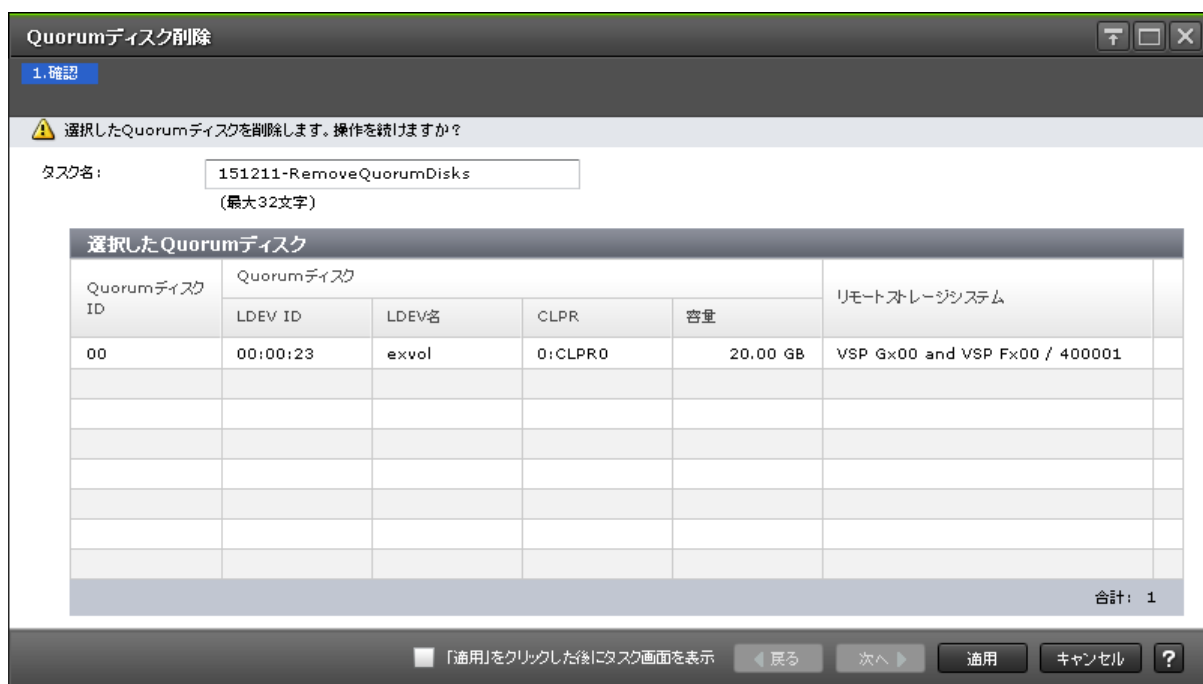 Quorumディスク削除
1.確認
選択したQuorumディスクを削除します。操作を続けますか？
タスク名:
151211-RemoveQuorumDisks
(最大32文字)
選択したQuorumディスク
QuorumディスクID
Quorumディスク
リモートストレージシステム
LDEV ID
LDEV名
CLPR
容量
00
00:00:23
exvol
0:CLPR0
20.00 GB
VSP Gx00 and VSP Fx00 / 400001
合計: 1
「適用」をクリックした後にタスク画面を表示
戻る
次へ
適用
キャンセル
?